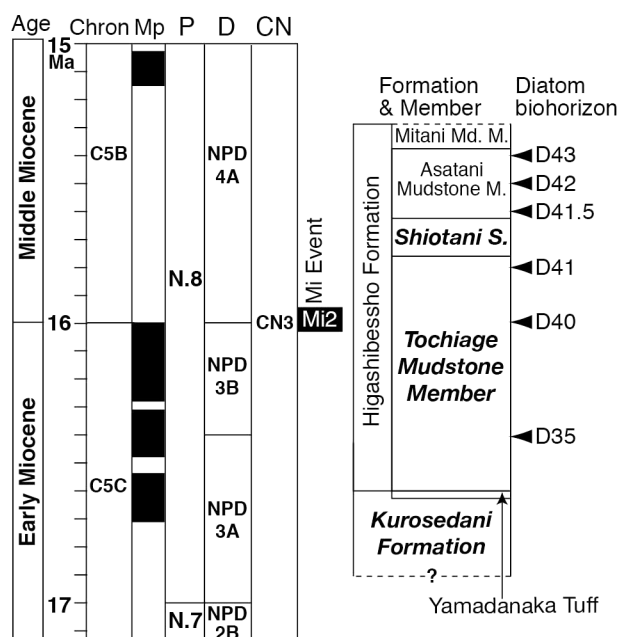 Age
Chron Mp P D CN
15
Ma
Middle Miocene
Early Miocene
C5B
C5C
N.8
N.7
NPD
4A
NPD
3B
NPD
3A
NPD
2B
CN3
16
17
Mi Event
Mi2
Formation
& Member
Diatom
biohorizon
Higashibessho Formation
Mitani Md. M.
Asatani
Mudstone M.
Shiotani S.
Tochiage
Mudstone
Member
Kurosedani
Formation
?
D43
D42
D41.5
D41
D40
D35
Yamadanaka Tuff